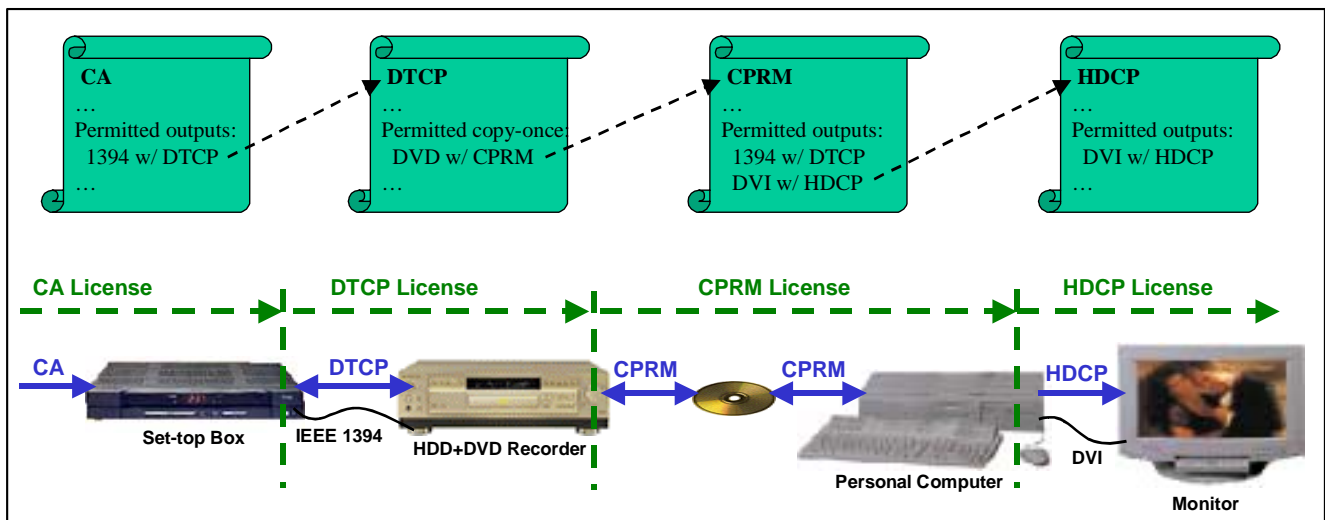 CA
…
Permitted outputs:
1394 w/ DTCP
…
DTCP
…
Permitted copy-once:
DVD w/ CPRM
…
CPRM
…
Permitted outputs:
1394 w/ DTCP
DVI w/ HDCP
…
HDCP
…
Permitted outputs:
DVI w/ HDCP
…
CA License
DTCP License
CPRM License
HDCP License
CA
DTCP
CPRM
CPRM
HDCP
Set-top Box
IEEE 1394
HDD+DVD Recorder
Personal Computer
DVI
Monitor